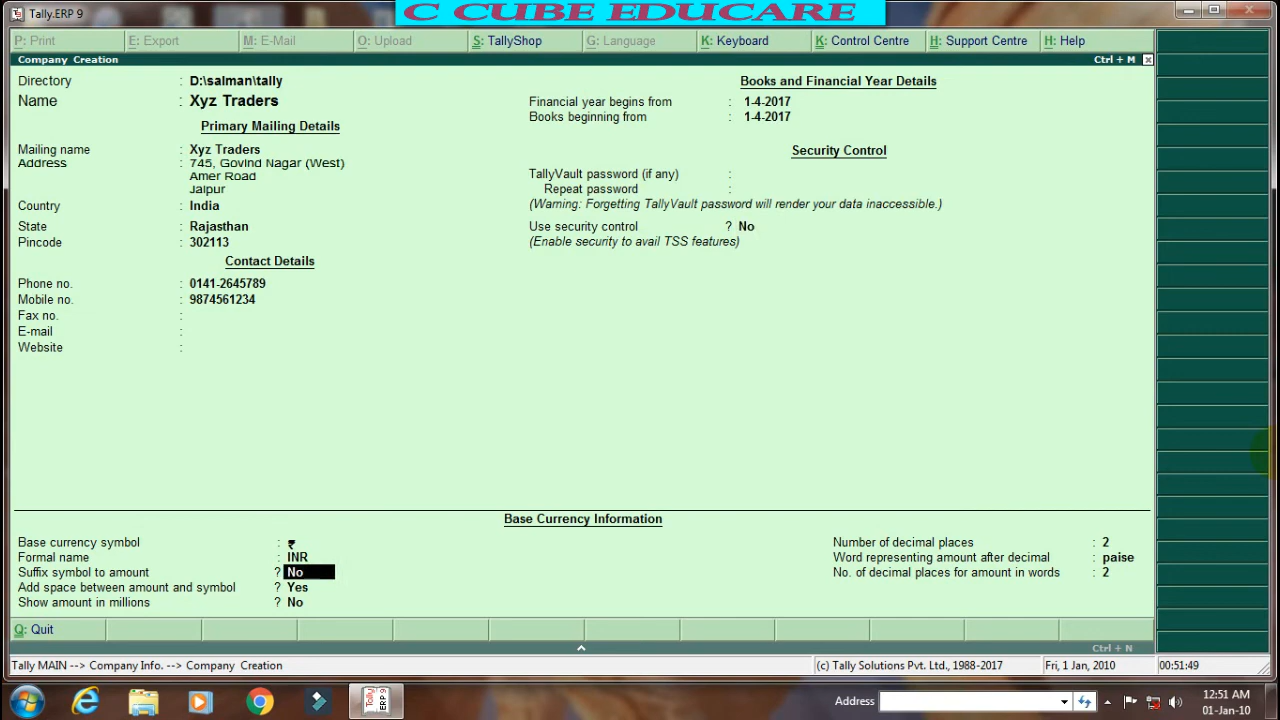 Tally.ERP 9
C CUBE EDUCARE
P: Print E: Export M: E-Mail O: Upload S: TallyShop G: Language K: Keyboard K: Control Centre H: Support Centre H: Help
Company Creation Ctrl + M
Directory : D:\salman\tally
Name : Xyz Traders
Primary Mailing Details
Mailing name : Xyz Traders
Address : 745, Govind Nagar (West)
Amer Road
Jaipur
Country : India
State : Rajasthan
Pincode : 302113
Contact Details
Phone no. : 0141-2645789
Mobile no. : 9874561234
Fax no. :
E-mail :
Website :
Books and Financial Year Details
Financial year begins from : 1-4-2017
Books beginning from : 1-4-2017
Security Control
TallyVault password (if any) :
Repeat password :
(Warning: Forgetting TallyVault password will render your data inaccessible.)
Use security control ? No
(Enable security to avail TSS features)
Base Currency Information
Base currency symbol : ₹
Formal name : INR
Suffix symbol to amount ? No
Add space between amount and symbol ? Yes
Show amount in millions ? No
Number of decimal places : 2
Word representing amount after decimal : paise
No. of decimal places for amount in words : 2
Q: Quit
Ctrl + N
Tally MAIN --> Company Info. --> Company Creation (c) Tally Solutions Pvt. Ltd., 1988-2017 Fri, 1 Jan, 2010 00:51:49
Tally ERP 9
Address
12:51 AM
01-Jan-10